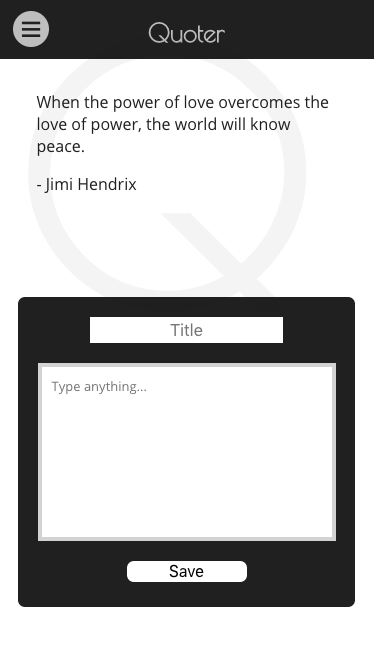 Quoter
When the power of love overcomes the
love of power, the world will know
peace.
- Jimi Hendrix
Title
Type anything...
Save